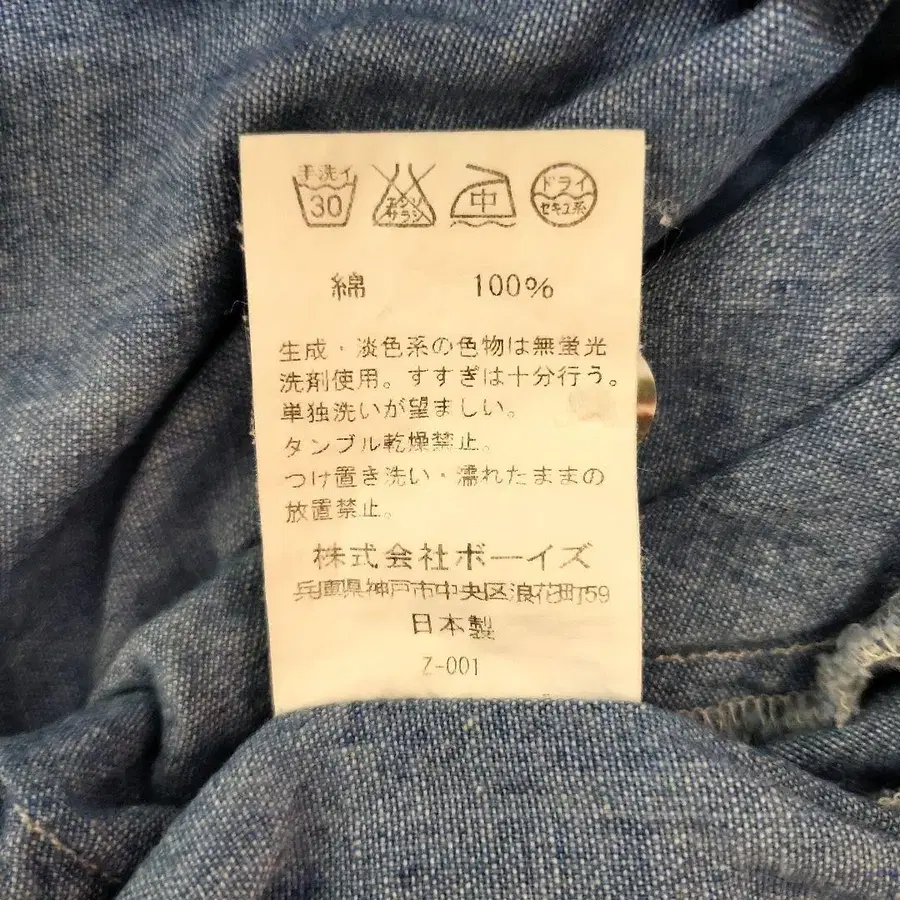 手洗イ
30
エンソ
サラシ
中
ドライ
セキユ系
綿 100%
生成・淡色系の色物は無蛍光
洗剤使用。すすぎは十分行う。
単独洗いが望ましい。
タンブル乾燥禁止。
つけ置き洗い・濡れたままの
放置禁止。
株式会社ボーイズ
兵庫県神戸市中央区浪花町59
日本製
Z-001